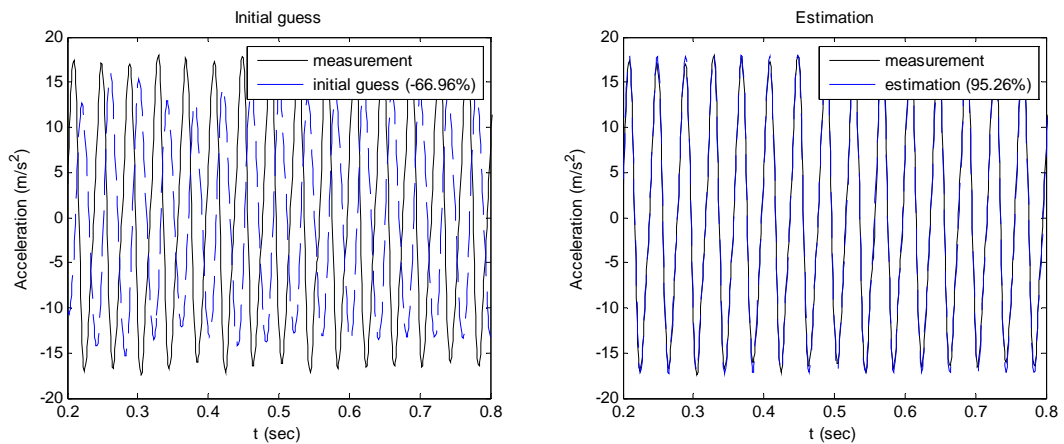 Initial guess
20
15
10
5
0
-5
-10
-15
-20
0.2 0.3 0.4 0.5 0.6 0.7 0.8
t (sec)
Acceleration (m/s²)
measurement
initial guess (-66.96%)
Estimation
20
15
10
5
0
-5
-10
-15
-20
0.2 0.3 0.4 0.5 0.6 0.7 0.8
t (sec)
Acceleration (m/s²)
measurement
estimation (95.26%)